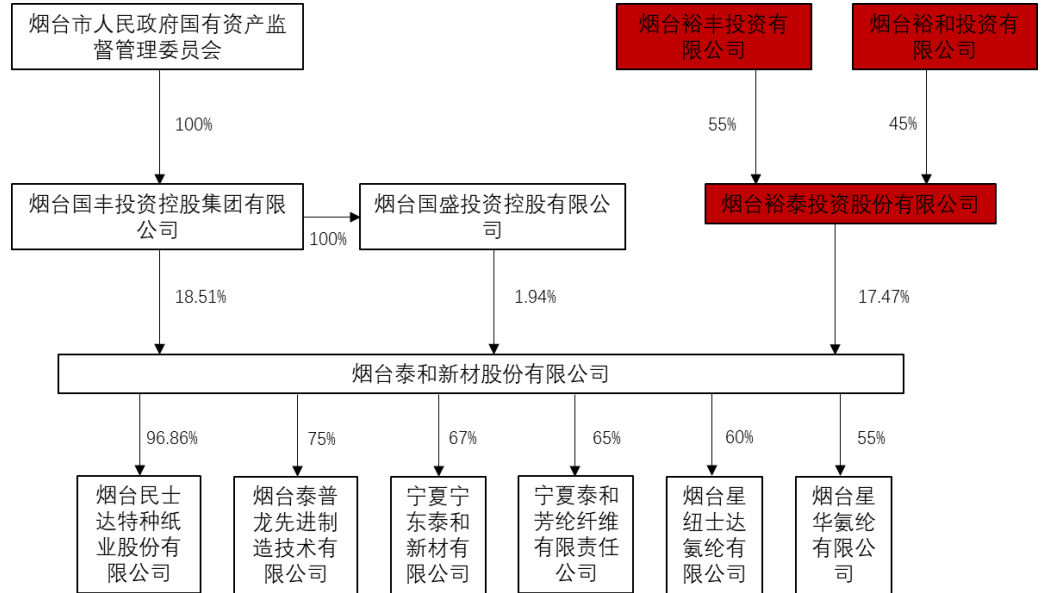 烟台市人民政府国有资产监
督管理委员会
烟台裕丰投资有
限公司
烟台裕和投资有
限公司
100%
55%
45%
烟台国丰投资控股集团有限
公司
100%
烟台国盛投资控股有限公
司
烟台裕泰投资股份有限公司
18.51%
1.94%
17.47%
烟台泰和新材股份有限公司
96.86%
75%
67%
65%
60%
55%
烟台民士
达特种纸
业股份有
限公司
烟台泰普
龙先进制
造技术有
限公司
宁夏宁
东泰和
新材有
限公司
宁夏泰和
芳纶纤维
有限责任
公司
烟台星
纽士达
氨纶有
限公司
烟台星
华氨纶
有限公
司